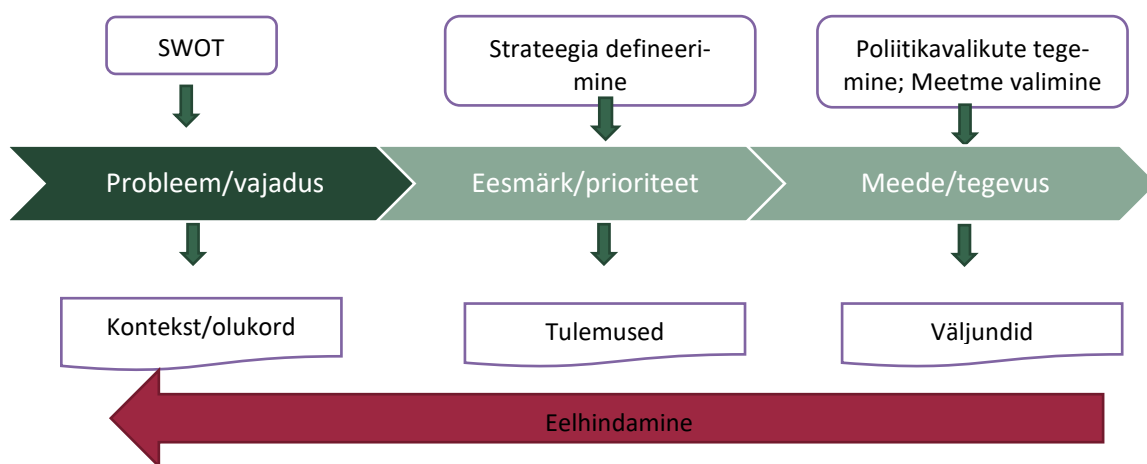 SWOT
Strateegia defineeri-
mine
Poliitikavalikute tege-
mine; Meetme valimine
Probleem/vajadus
Eesmärk/prioriteet
Meede/tegevus
Kontekst/olukord
Tulemused
Väljundid
Eelhindamine